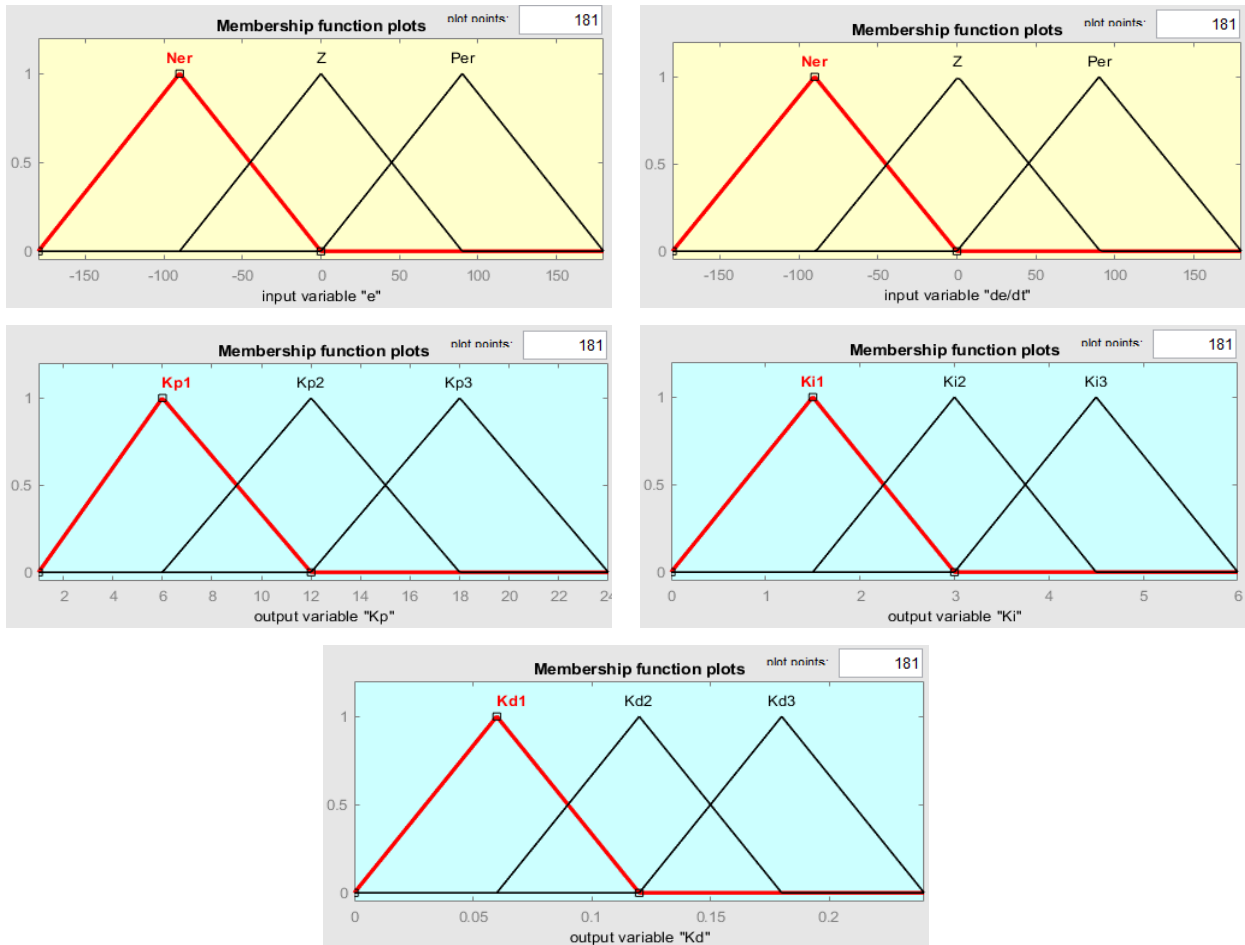 Membership function plots plot points: 181
Ner Z Per
1
0.5
0
-150 -100 -50 0 50 100 150
input variable "e"
Membership function plots plot points: 181
Ner Z Per
1
0.5
0
-150 -100 -50 0 50 100 150
input variable "de/dt"
Membership function plots plot points: 181
Kp1 Kp2 Kp3
1
0.5
0
2 4 6 8 10 12 14 16 18 20 22 24
output variable "Kp"
Membership function plots plot points: 181
Ki1 Ki2 Ki3
1
0.5
0
0 1 2 3 4 5 6
output variable "Ki"
Membership function plots plot points: 181
Kd1 Kd2 Kd3
1
0.5
0
0 0.05 0.1 0.15 0.2
output variable "Kd"